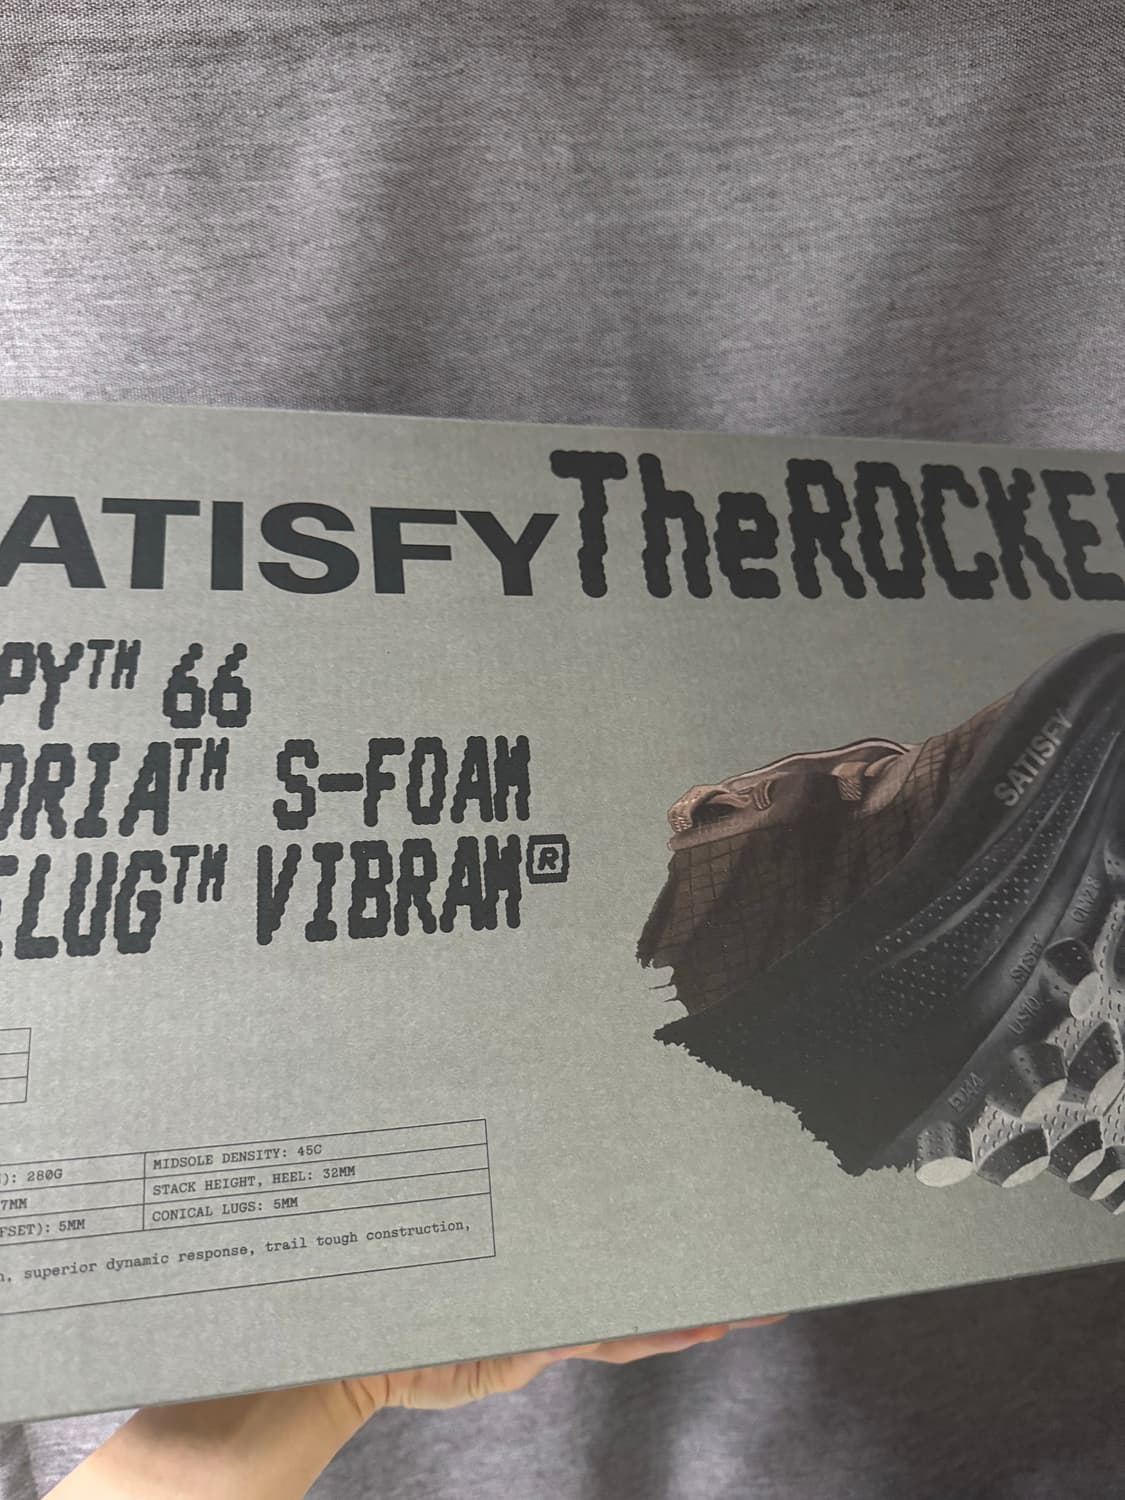 ATISFY TheROCKE
PY™ 66
ORIA™ S-FOAM
LUG™ VIBRAM®
SATISFY
): 280G
MIDSOLE DENSITY: 45C
7MM
STACK HEIGHT, HEEL: 32MM
FSET): 5MM
CONICAL LUGS: 5MM
, superior dynamic response, trail tough construction,